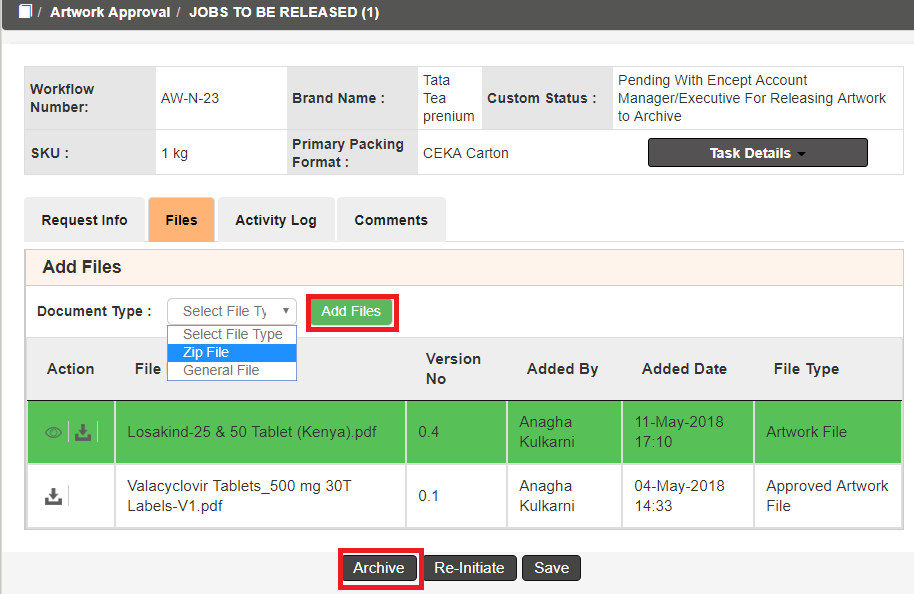 / Artwork Approval / JOBS TO BE RELEASED (1)
Workflow
Number:
AW-N-23
Brand Name :
Tata
Tea
prenium
Custom Status :
Pending With Encept Account
Manager/Executive For Releasing Artwork
to Archive
SKU :
1 kg
Primary Packing
Format :
CEKA Carton
Task Details
Request Info
Files
Activity Log
Comments
Add Files
Document Type :
Select File Ty
Add Files
Select File Type
Zip File
General File
Action
File
Version
No
Added By
Added Date
File Type
Losakind-25 & 50 Tablet (Kenya).pdf
0.4
Anagha
Kulkarni
11-May-2018
17:10
Artwork File
Valacyclovir Tablets_500 mg 30T
Labels-V1.pdf
0.1
Anagha
Kulkarni
04-May-2018
14:33
Approved Artwork
File
Archive
Re-Initiate
Save